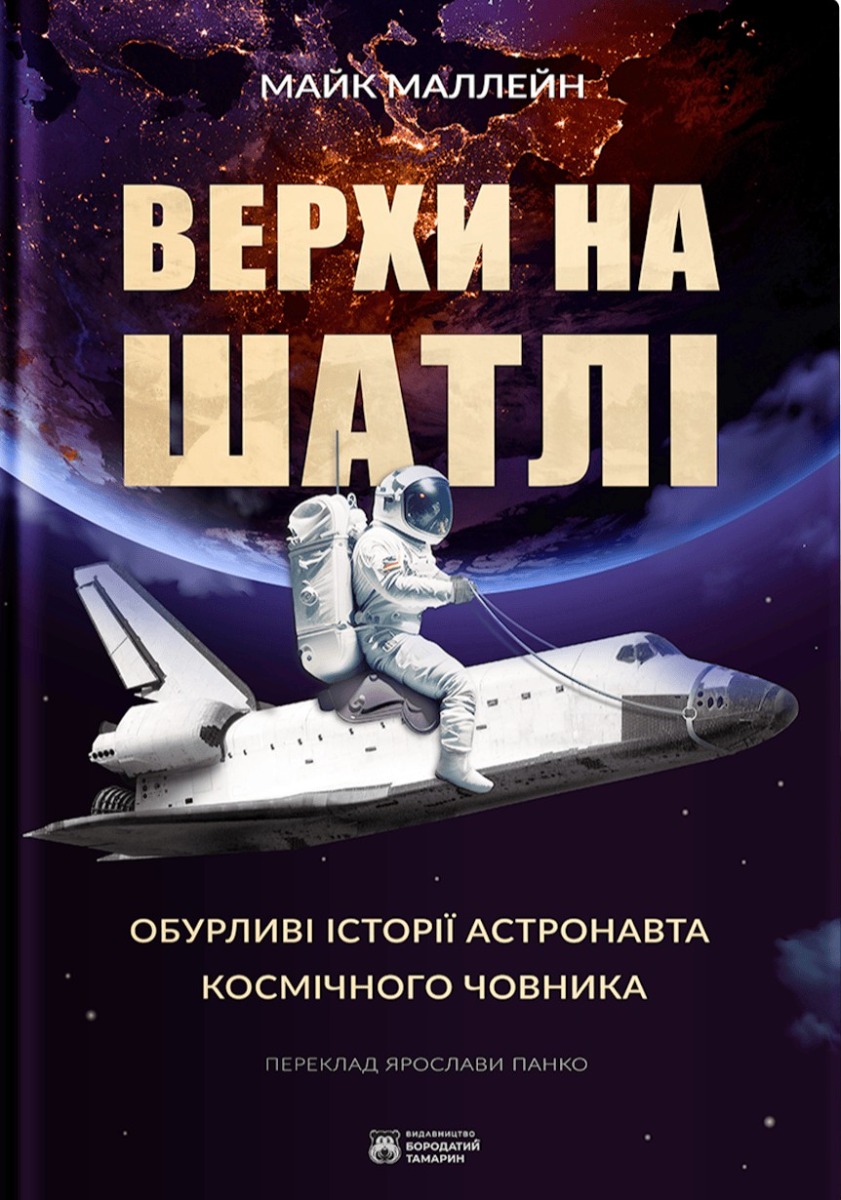 МАЙК МАЛЛЕЙН
ВЕРХИ НА
ШАТЛІ
ОБУРЛИВІ ІСТОРІЇ АСТРОНАВТА
КОСМІЧНОГО ЧОВНИКА
ПЕРЕКЛАД ЯРОСЛАВИ ПАНКО
ВИДАВНИЦТВО
БОРОДАТИЙ
ТАМАРИН